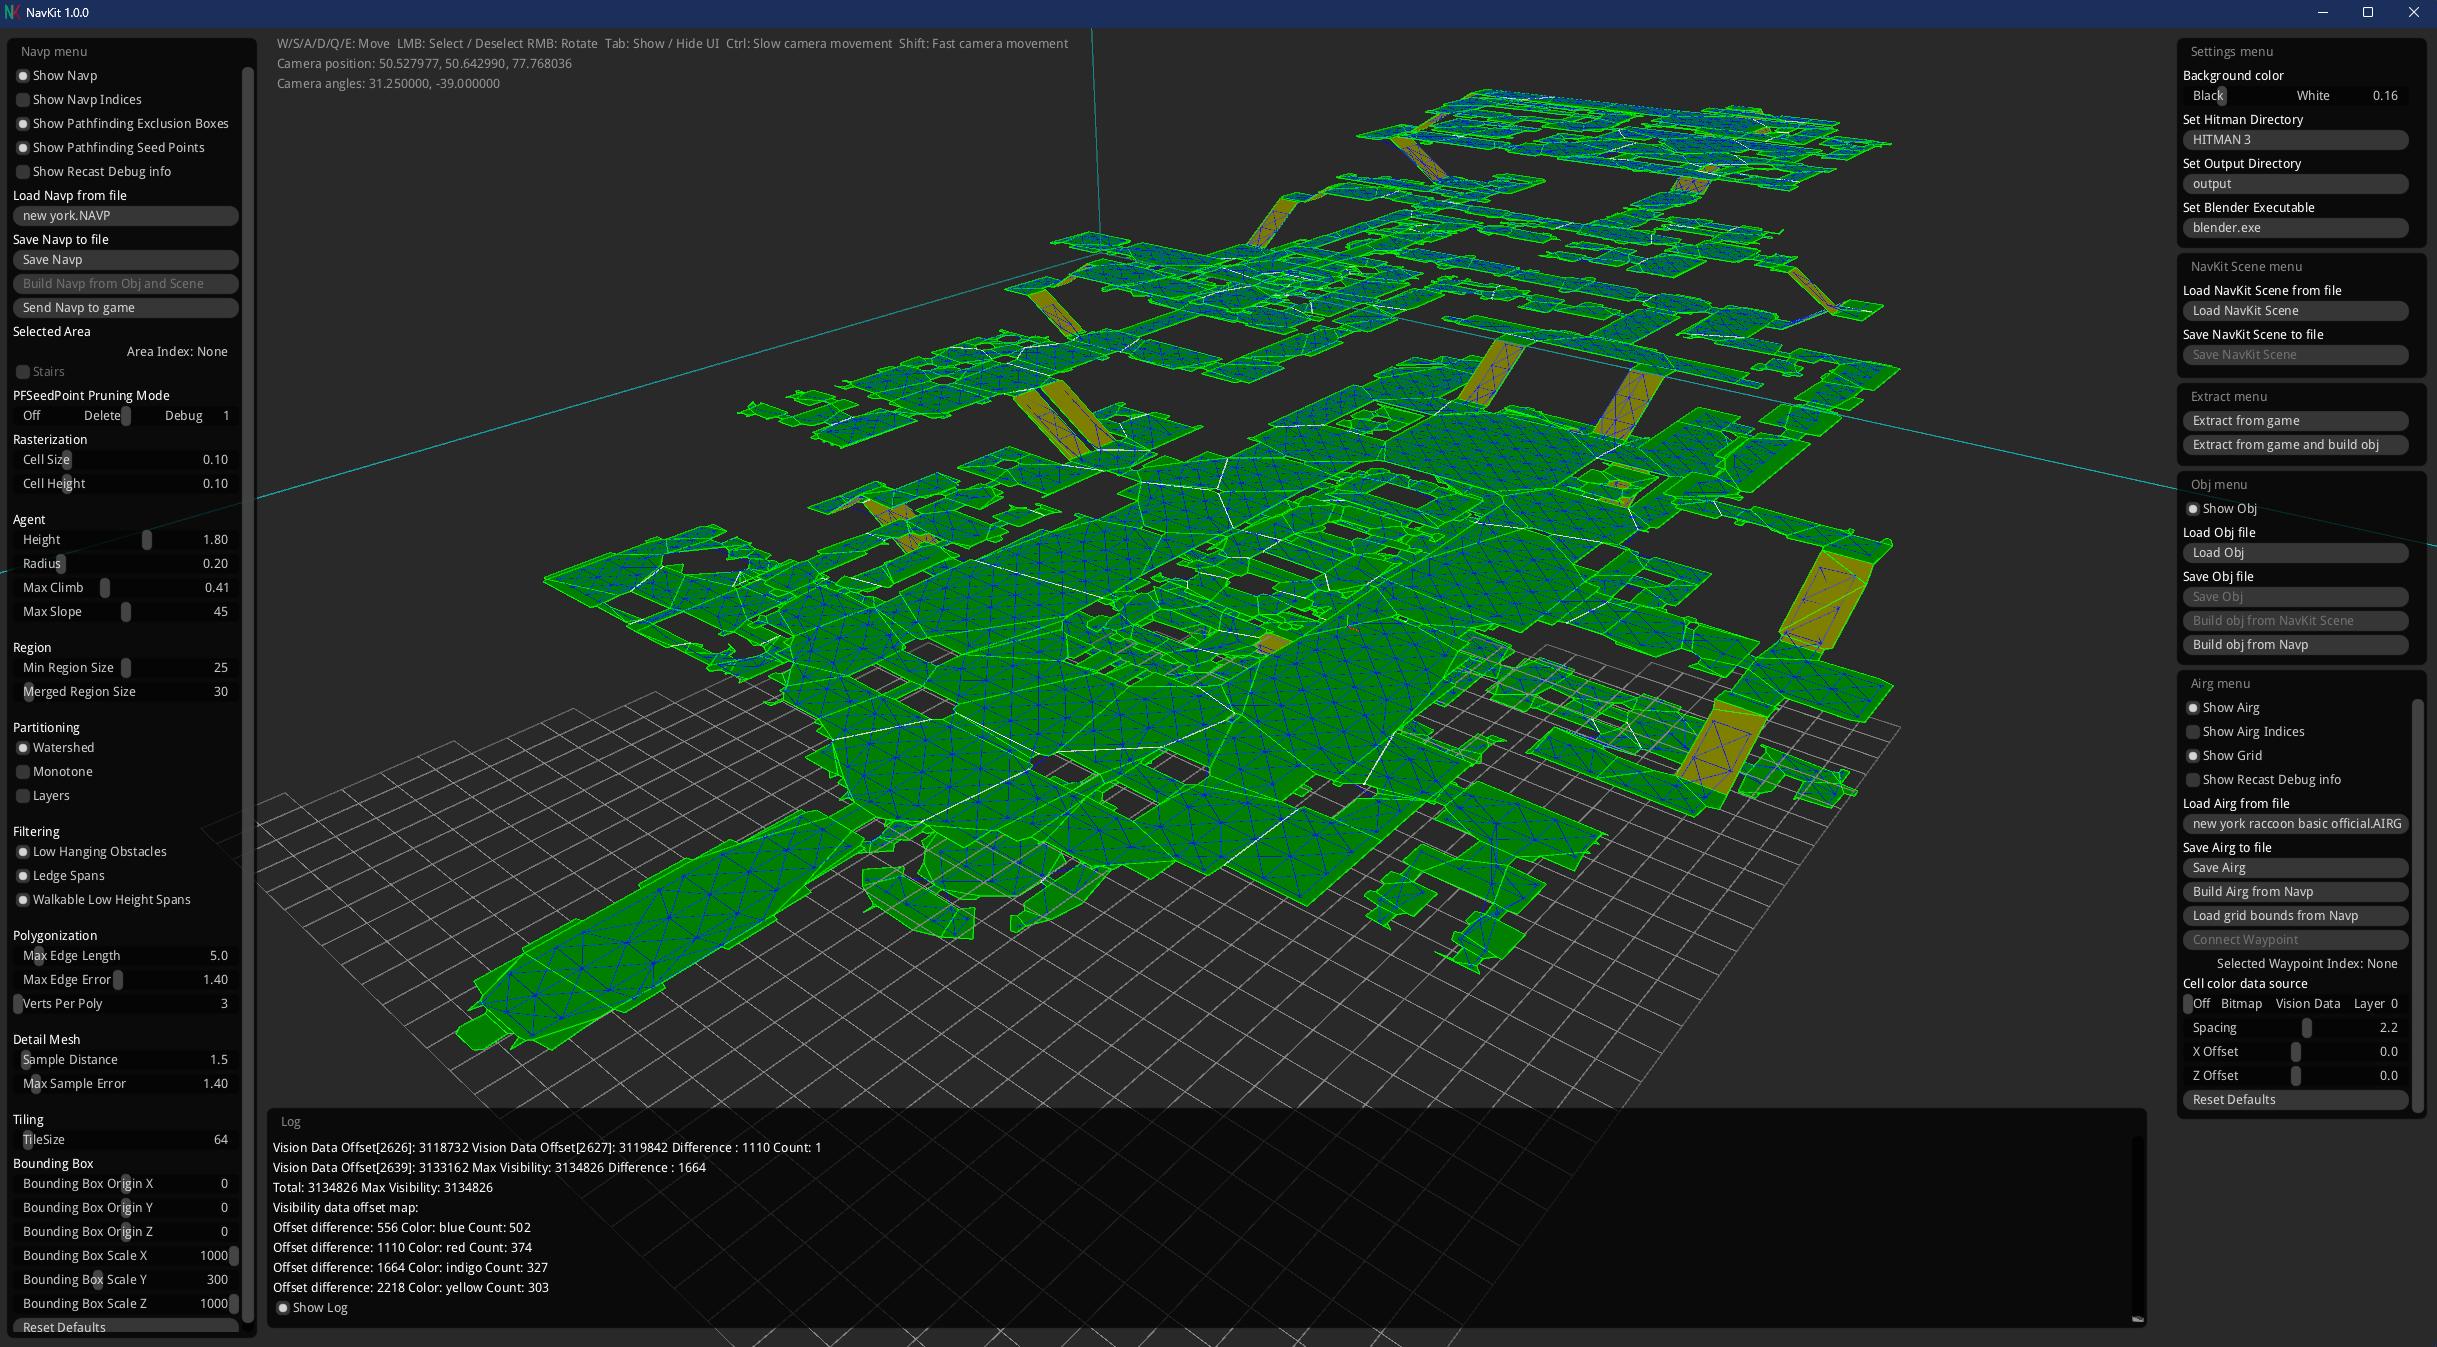 NavKit 1.0.0
Navp menu
Show Navp
Show Navp Indices
Show Pathfinding Exclusion Boxes
Show Pathfinding Seed Points
Show Recast Debug info
Load Navp from file
new york.NAVP
Save Navp to file
Save Navp
Build Navp from Obj and Scene
Send Navp to game
Selected Area
Area Index: None
Stairs
PFSeedPoint Pruning Mode
Off Delete Debug 1
Rasterization
Cell Size 0.10
Cell Height 0.10
Agent
Height 1.80
Radius 0.20
Max Climb 0.41
Max Slope 45
Region
Min Region Size 25
Merged Region Size 30
Partitioning
Watershed
Monotone
Layers
Filtering
Low Hanging Obstacles
Ledge Spans
Walkable Low Height Spans
Polygonization
Max Edge Length 5.0
Max Edge Error 1.40
Verts Per Poly 3
Detail Mesh
Sample Distance 1.5
Max Sample Error 1.40
Tiling
TileSize 64
Bounding Box
Bounding Box Origin X 0
Bounding Box Origin Y 0
Bounding Box Origin Z 0
Bounding Box Scale X 1000
Bounding Box Scale Y 300
Bounding Box Scale Z 1000
Reset Defaults
W/S/A/D/Q/E: Move LMB: Select / Deselect RMB: Rotate Tab: Show / Hide UI Ctrl: Slow camera movement Shift: Fast camera movement
Camera position: 50.527977, 50.642990, 77.768036
Camera angles: 31.250000, -39.000000
Log
Vision Data Offset[2626]: 3118732 Vision Data Offset[2627]: 3119842 Difference : 1110 Count: 1
Vision Data Offset[2639]: 3133162 Max Visibility: 3134826 Difference : 1664
Total: 3134826 Max Visibility: 3134826
Visibility data offset map:
Offset difference: 556 Color: blue Count: 502
Offset difference: 1110 Color: red Count: 374
Offset difference: 1664 Color: indigo Count: 327
Offset difference: 2218 Color: yellow Count: 303
Show Log
Settings menu
Background color
Black White 0.16
Set Hitman Directory
HITMAN 3
Set Output Directory
output
Set Blender Executable
blender.exe
NavKit Scene menu
Load NavKit Scene from file
Load NavKit Scene
Save NavKit Scene to file
Save NavKit Scene
Extract menu
Extract from game
Extract from game and build obj
Obj menu
Show Obj
Load Obj file
Load Obj
Save Obj file
Save Obj
Build obj from NavKit Scene
Build obj from Navp
Airg menu
Show Airg
Show Airg Indices
Show Grid
Show Recast Debug info
Load Airg from file
new york raccoon basic official.AIRG
Save Airg to file
Save Airg
Build Airg from Navp
Load grid bounds from Navp
Connect Waypoint
Selected Waypoint Index: None
Cell color data source
Off Bitmap Vision Data Layer 0
Spacing 2.2
X Offset 0.0
Z Offset 0.0
Reset Defaults